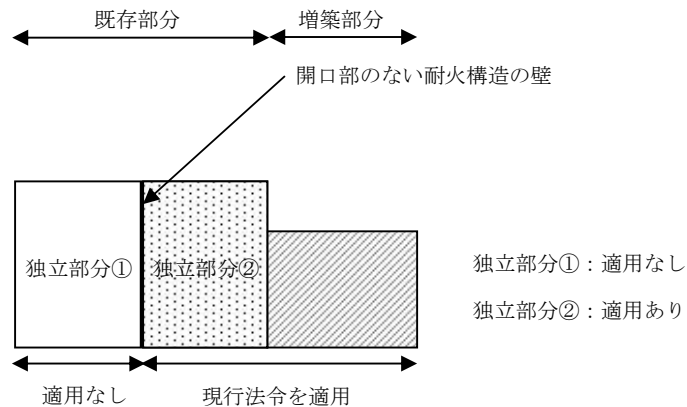 既存部分
増築部分
開口部のない耐火構造の壁
独立部分①
独立部分②
独立部分①:適用なし
独立部分②:適用あり
適用なし
現行法令を適用